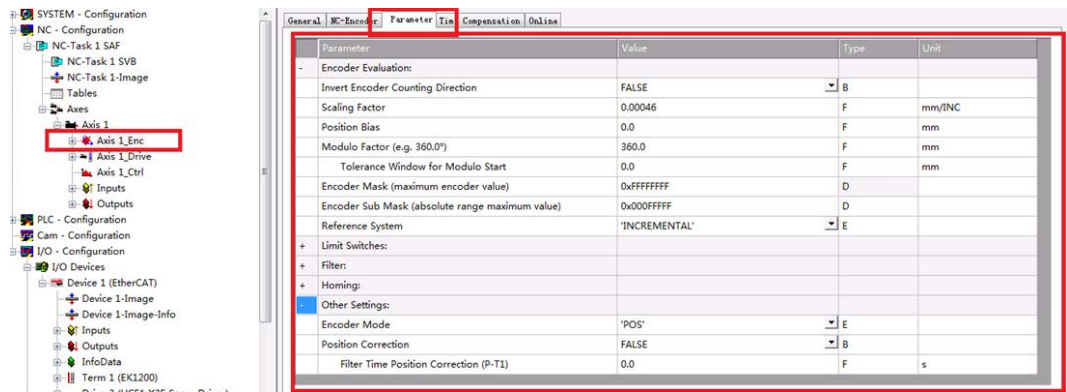 SYSTEM - Configuration
NC - Configuration
NC-Task 1 SAF
NC-Task 1 SVB
NC-Task 1-Image
Tables
Axes
Axis 1
Axis 1_Enc
Axis 1_Drive
Axis 1_Ctrl
Inputs
Outputs
PLC - Configuration
Cam - Configuration
I/O - Configuration
I/O Devices
Device 1 (EtherCAT)
Device 1-Image
Device 1-Image-Info
Inputs
Outputs
InfoData
Term 1 (EK1200)
General NC-Encoder Parameter Tim Compensation Online
Parameter Value Type Unit
- Encoder Evaluation:
Invert Encoder Counting Direction FALSE B
Scaling Factor 0.00046 F mm/INC
Position Bias 0.0 F mm
Modulo Factor (e.g. 360.0°) 360.0 F mm
Tolerance Window for Modulo Start 0.0 F mm
Encoder Mask (maximum encoder value) 0xFFFFFFFF D
Encoder Sub Mask (absolute range maximum value) 0x000FFFFF D
Reference System 'INCREMENTAL' E
+ Limit Switches:
+ Filter:
+ Homing:
- Other Settings:
Encoder Mode 'POS' E
Position Correction FALSE B
Filter Time Position Correction (P-T1) 0.0 F s